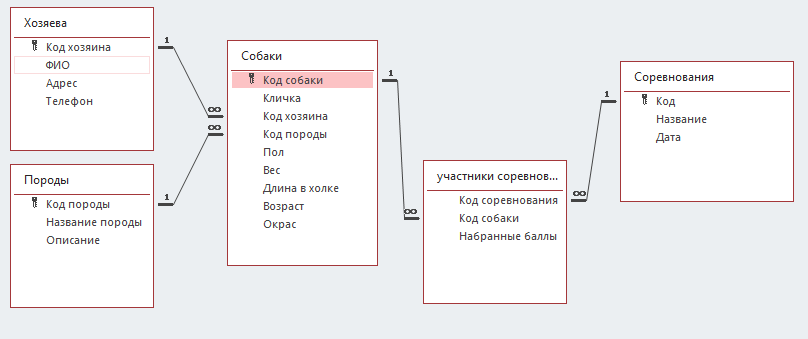 Хозяева
Код хозяина
ФИО
Адрес
Телефон
Породы
Код породы
Название породы
Описание
1
∞
∞
1
Собаки
Код собаки
Кличка
Код хозяина
Код породы
Пол
Вес
Длина в холке
Возраст
Окрас
1
∞
участники соревнов...
Код соревнования
Код собаки
Набранные баллы
∞
1
Соревнования
Код
Название
Дата